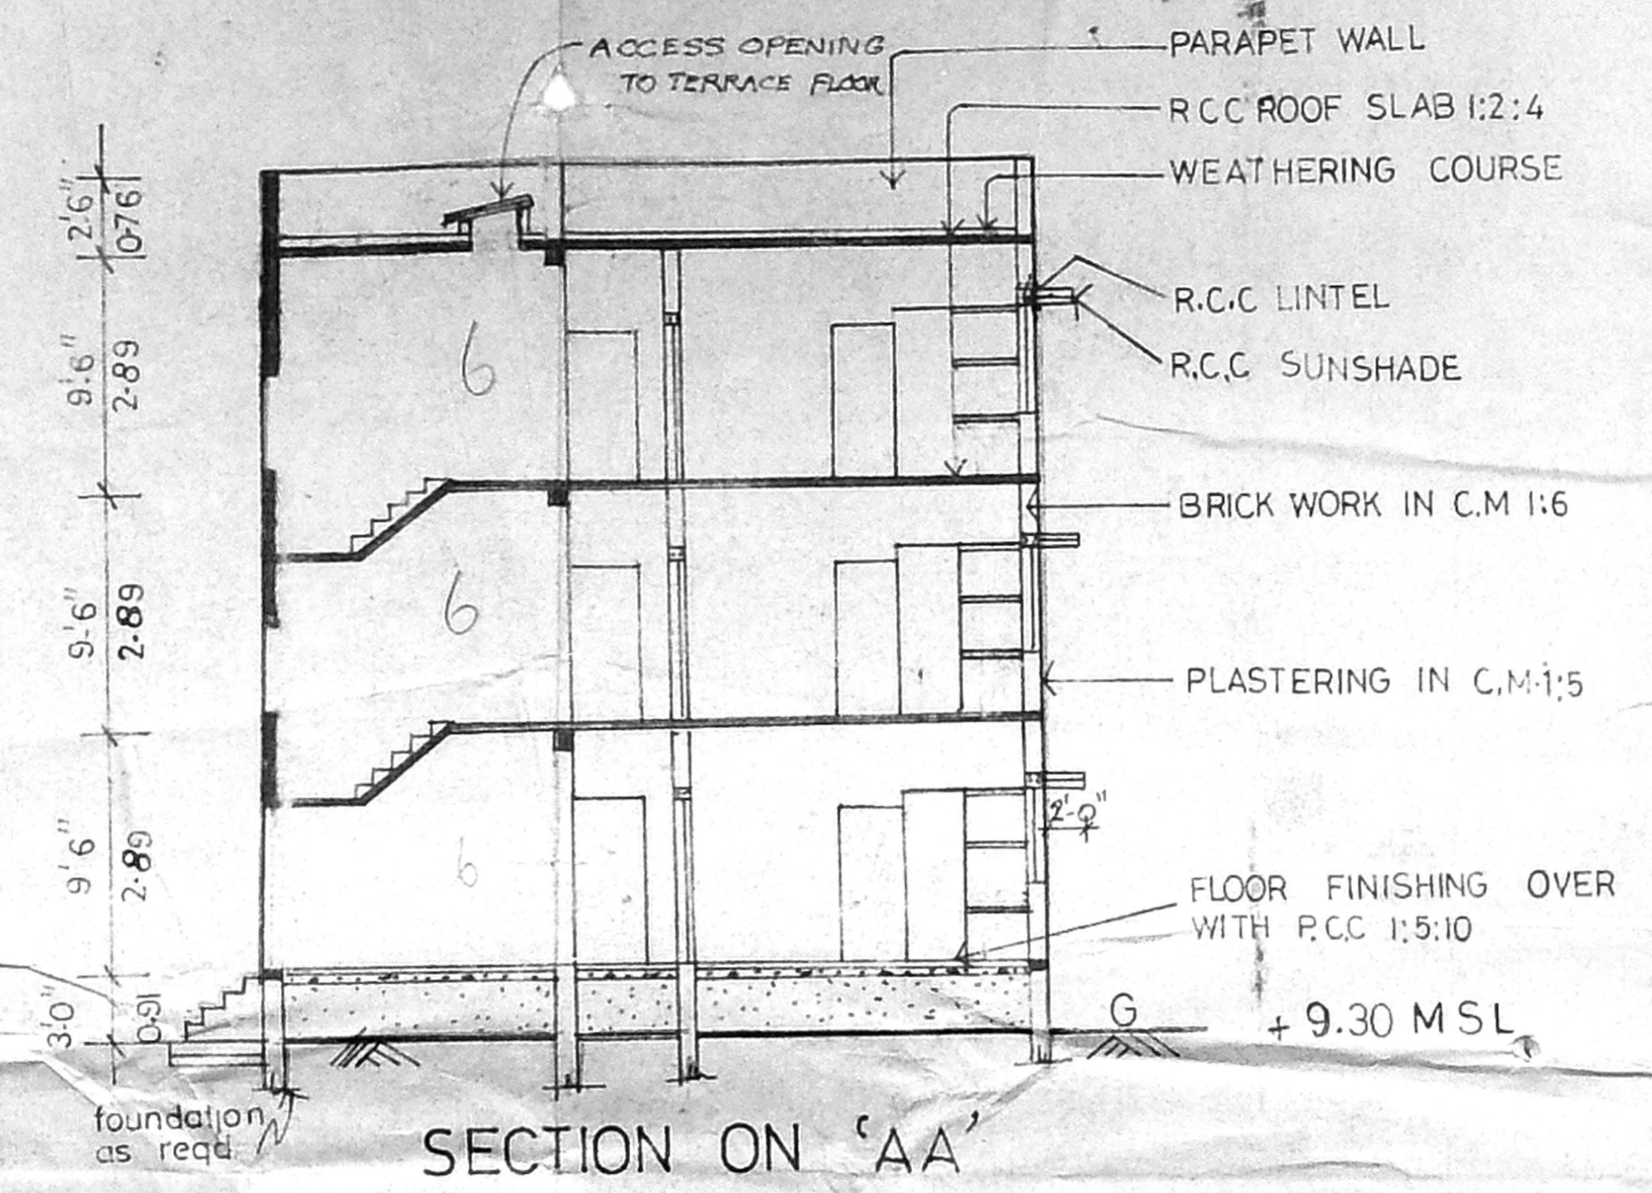 ACCESS OPENING
TO TERRACE FLOOR
PARAPET WALL
RCC ROOF SLAB 1:2:4
WEATHERING COURSE
R.C.C LINTEL
R.C.C SUNSHADE
BRICK WORK IN C.M 1:6
PLASTERING IN C.M.1:5
2'-0"
FLOOR FINISHING OVER
WITH P.C.C 1:5:10
G
+ 9.30 MSL
2'6"
0.76
9'.6"
2.89
6
9'-6"
2.89
6
9'6"
2.89
6
3'0"
0.91
foundation
as reqd
SECTION ON 'AA'